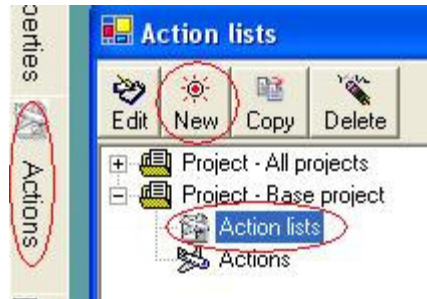 perties
Actions
Action lists
Edit New Copy Delete
Project - All projects
Project - Base project
Action lists
Actions